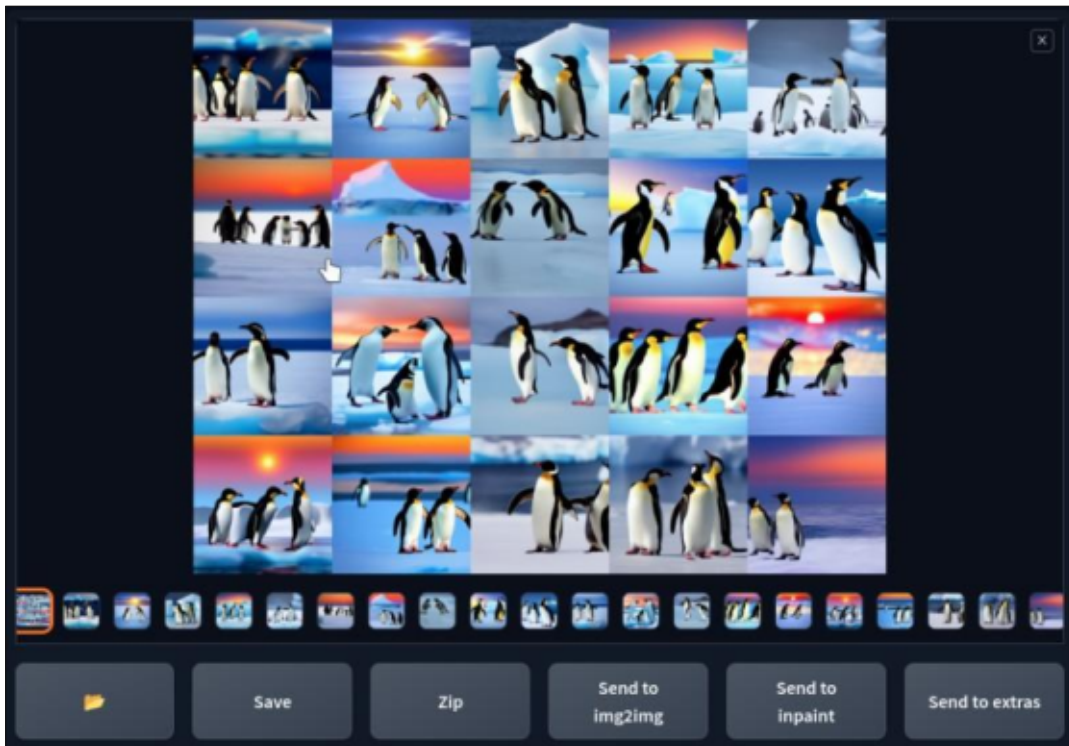 Save
Zip
Send to
img2img
Send to
inpaint
Send to extras